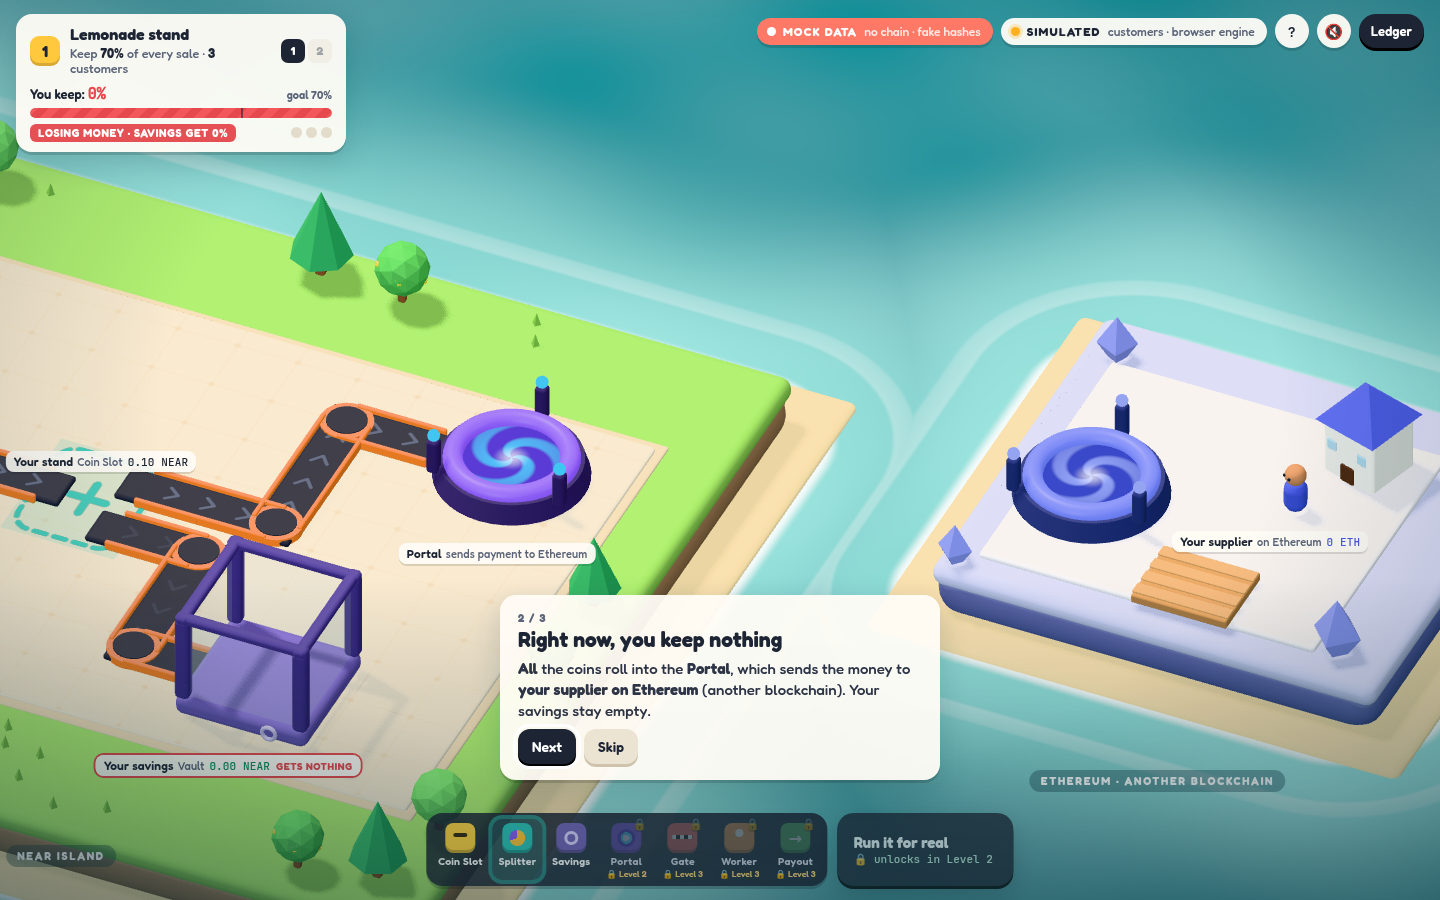 1
Lemonade stand
Keep 70% of every sale · 3
customers
1 2
You keep: 0%
goal 70%
LOSING MONEY · SAVINGS GET 0%
MOCK DATA no chain · fake hashes
SIMULATED customers · browser engine
?
Ledger
Your stand Coin Slot 0.10 NEAR
Portal sends payment to Ethereum
Your supplier on Ethereum 0 ETH
2 / 3
Right now, you keep nothing
All the coins roll into the Portal, which sends the money to
your supplier on Ethereum (another blockchain). Your
savings stay empty.
Next
Skip
Your savings Vault 0.00 NEAR GETS NOTHING
ETHEREUM · ANOTHER BLOCKCHAIN
NEAR ISLAND
Coin Slot
Splitter
Savings
Portal
Level 2
Gate
Level 3
Worker
Level 3
Payout
Level 3
Run it for real
unlocks in Level 2